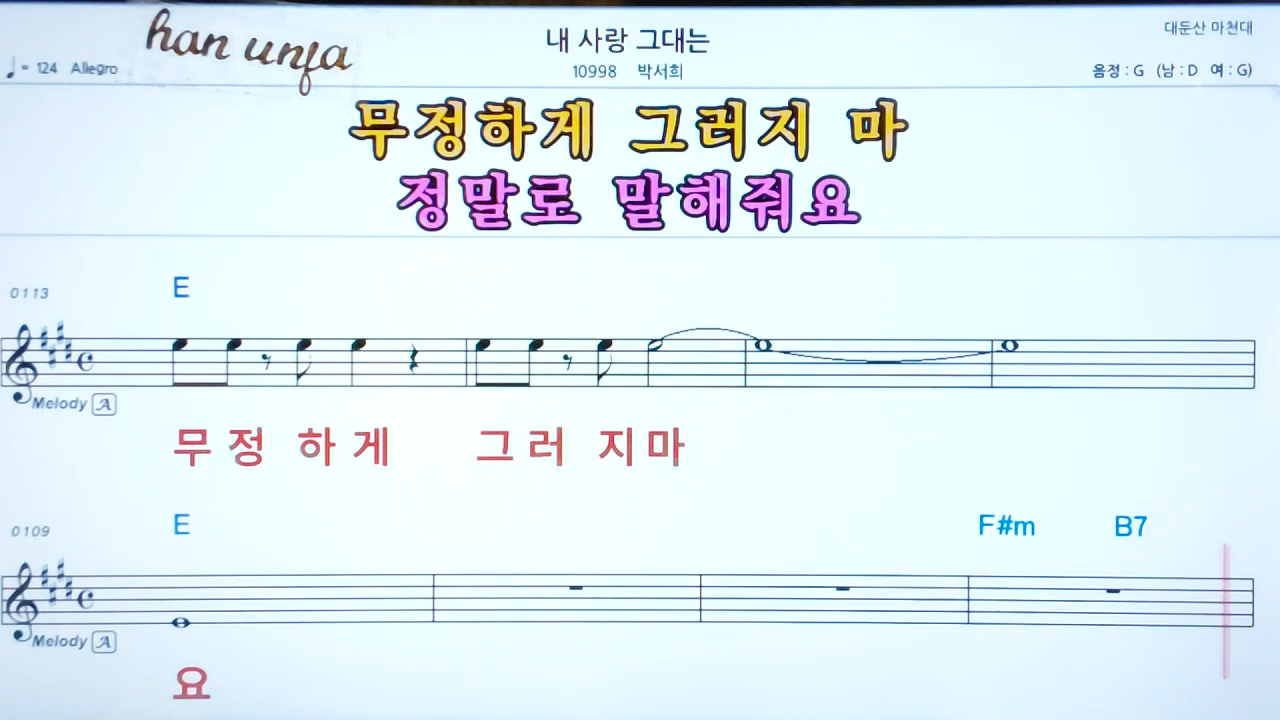 han unfa
내 사랑 그대는
대둔산 마천대
♩= 124 Allegro
10998 박서희
음정 : G (남 : D 여 : G)
무정하게 그러지 마
정말로 말해줘요
0113
E
Melody A
무 정 하 게 그 러 지 마
0109
E F#m B7
Melody A
요